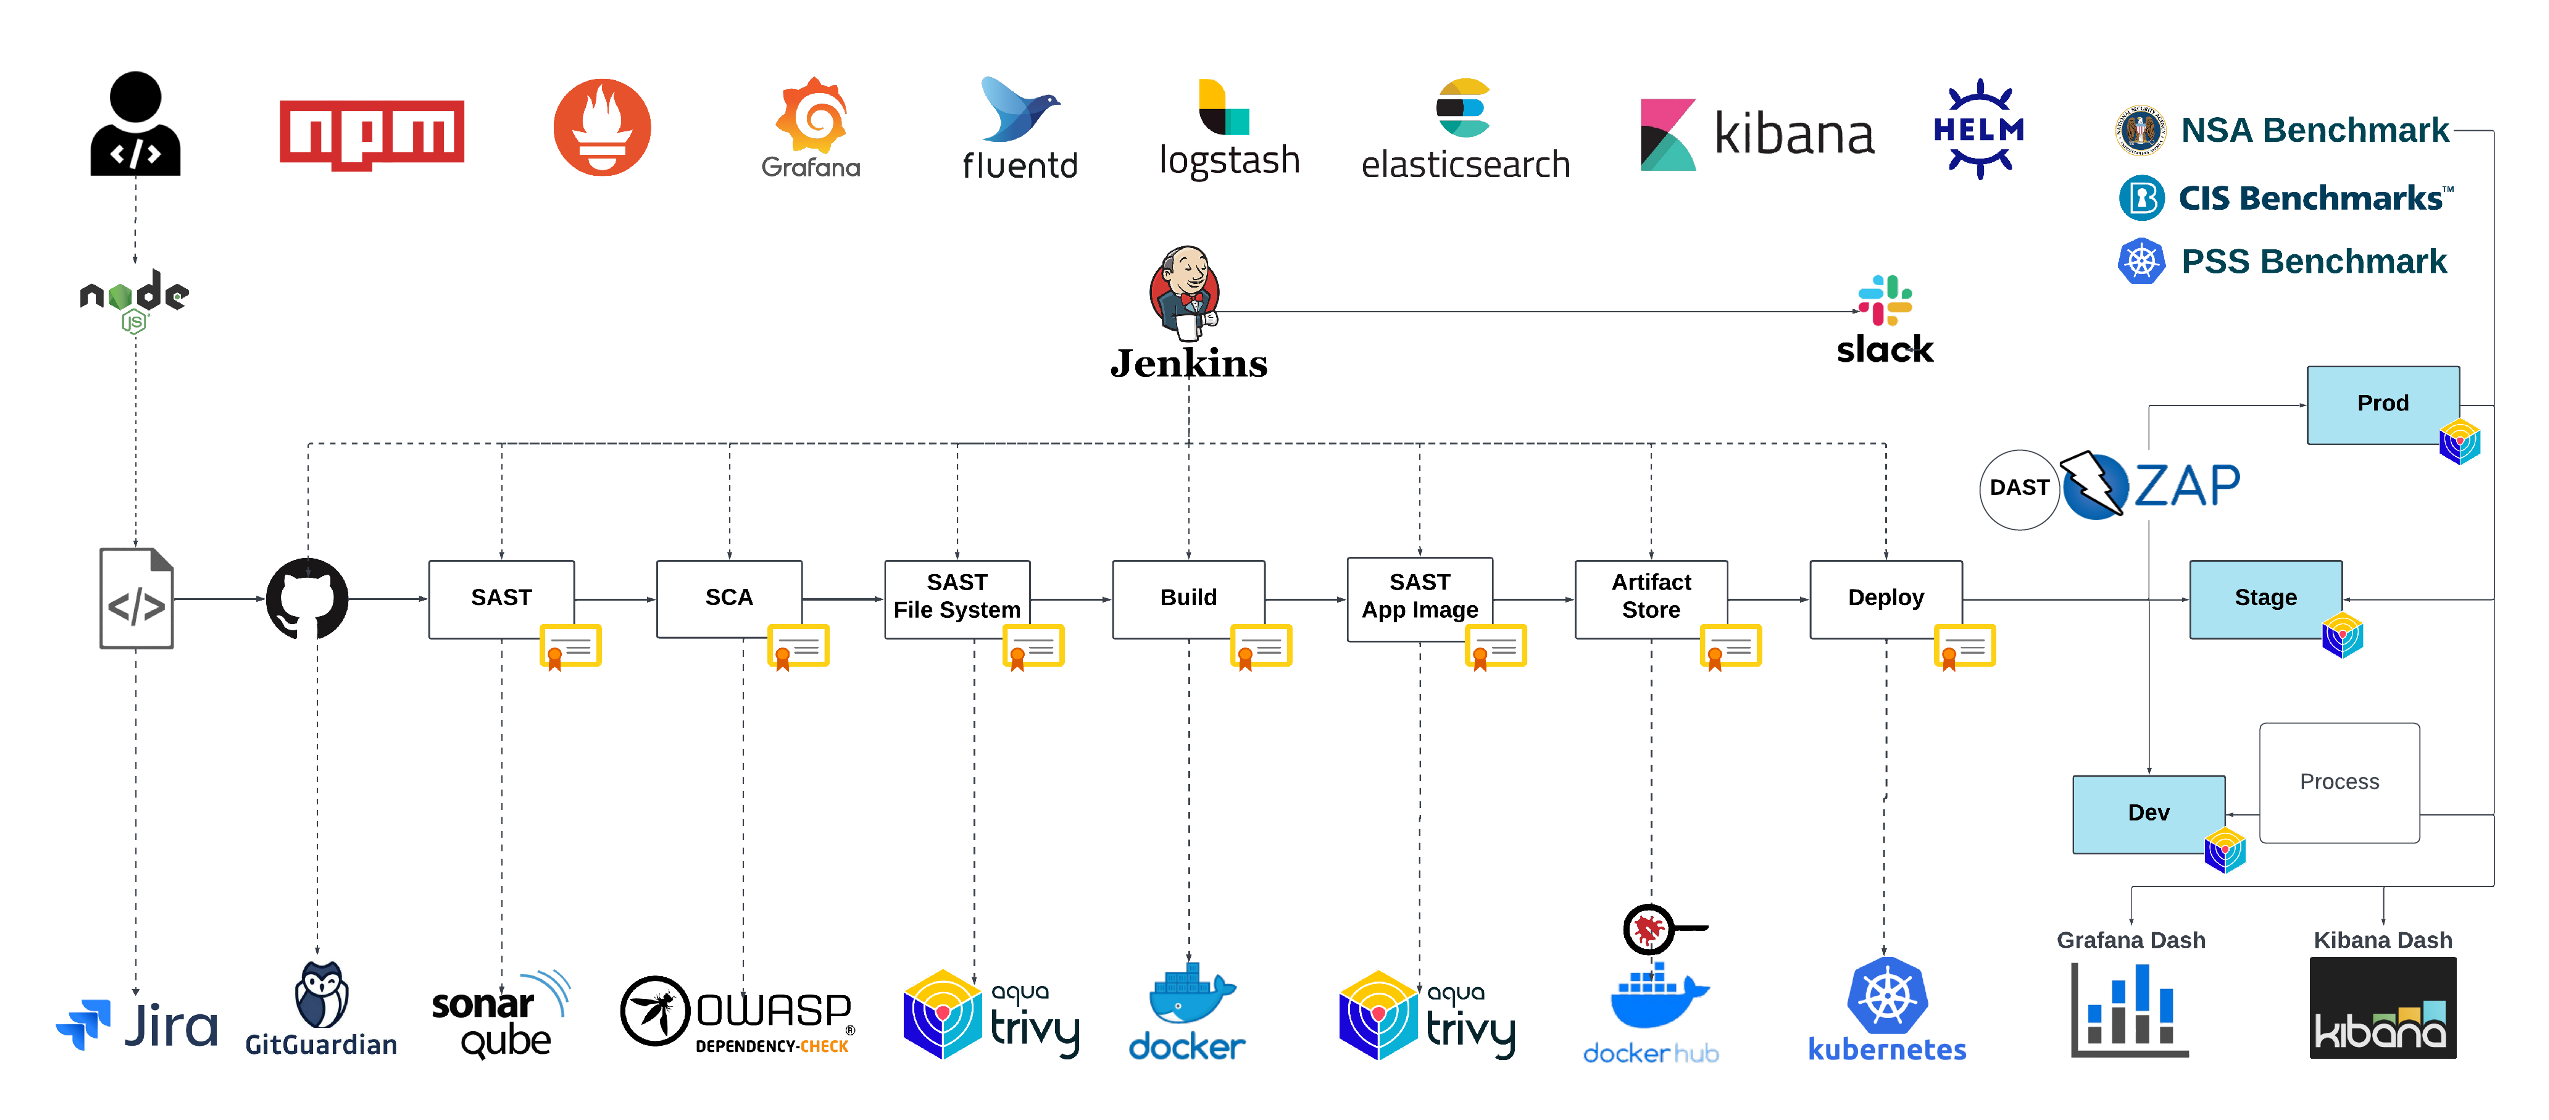 </>
npm
Grafana
fluentd
logstash
elasticsearch
kibana
HELM
NSA Benchmark
CIS Benchmarks™
PSS Benchmark
node
JS
Jenkins
slack
Prod
DAST
ZAP
</>
SAST
SCA
SAST
File System
Build
SAST
App Image
Artifact
Store
Deploy
Stage
Process
Dev
Grafana Dash
Kibana Dash
Jira
GitGuardian
sonar
qube
OWASP®
DEPENDENCY-CHECK
aqua
trivy
docker
aqua
trivy
dockerhub
kubernetes
kibana